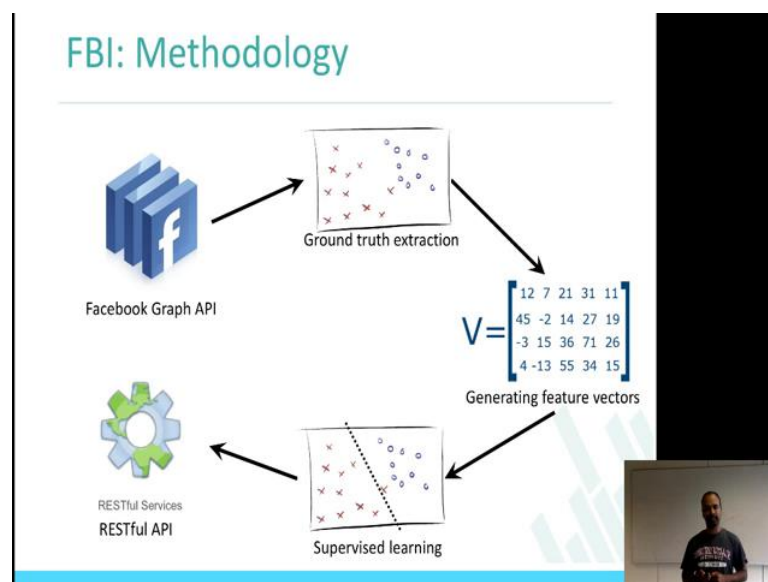 FBI: Methodology
f
Facebook Graph API
Ground truth extraction
V=
12 7 21 31 11
45 -2 14 27 19
-3 15 36 71 26
4 -13 55 34 15
Generating feature vectors
Supervised learning
RESTful Services
RESTful API